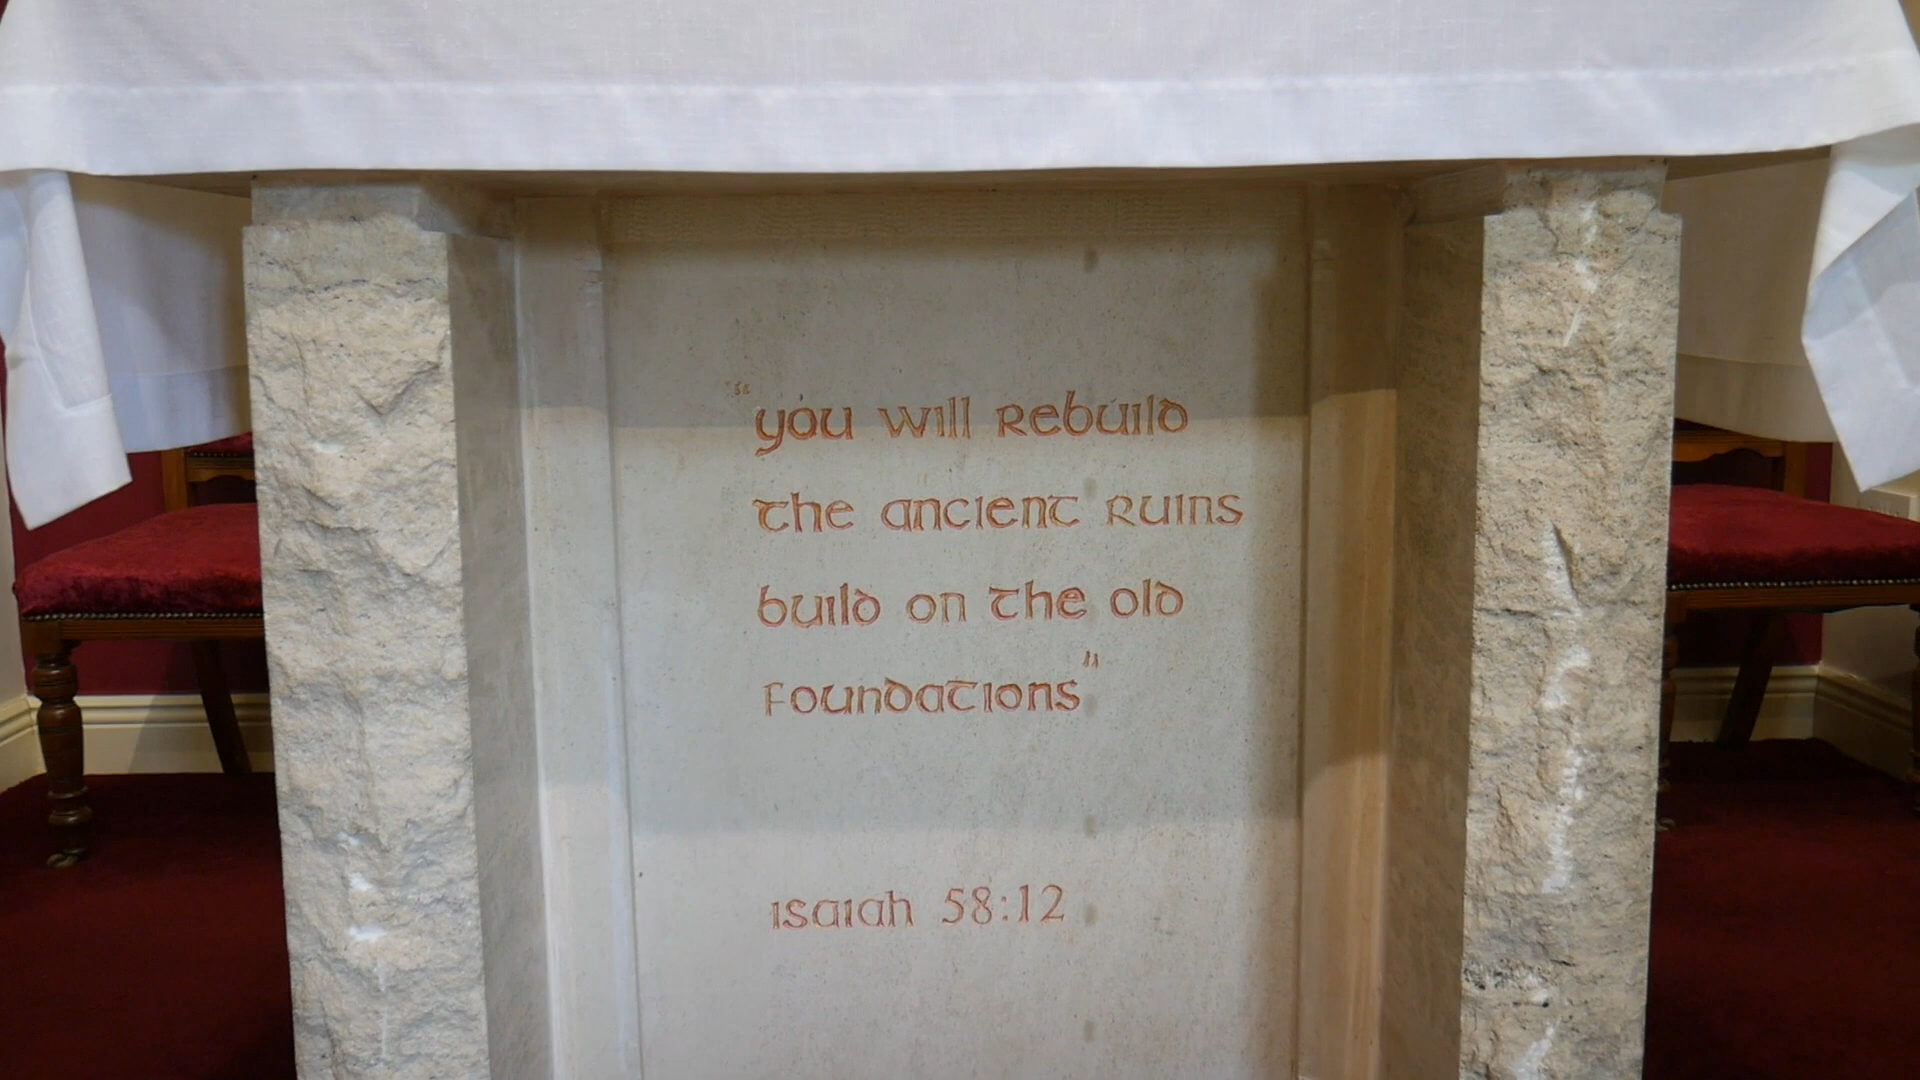 "you will rebuild
the ancient ruins
build on the old
foundations"
isaiah 58:12